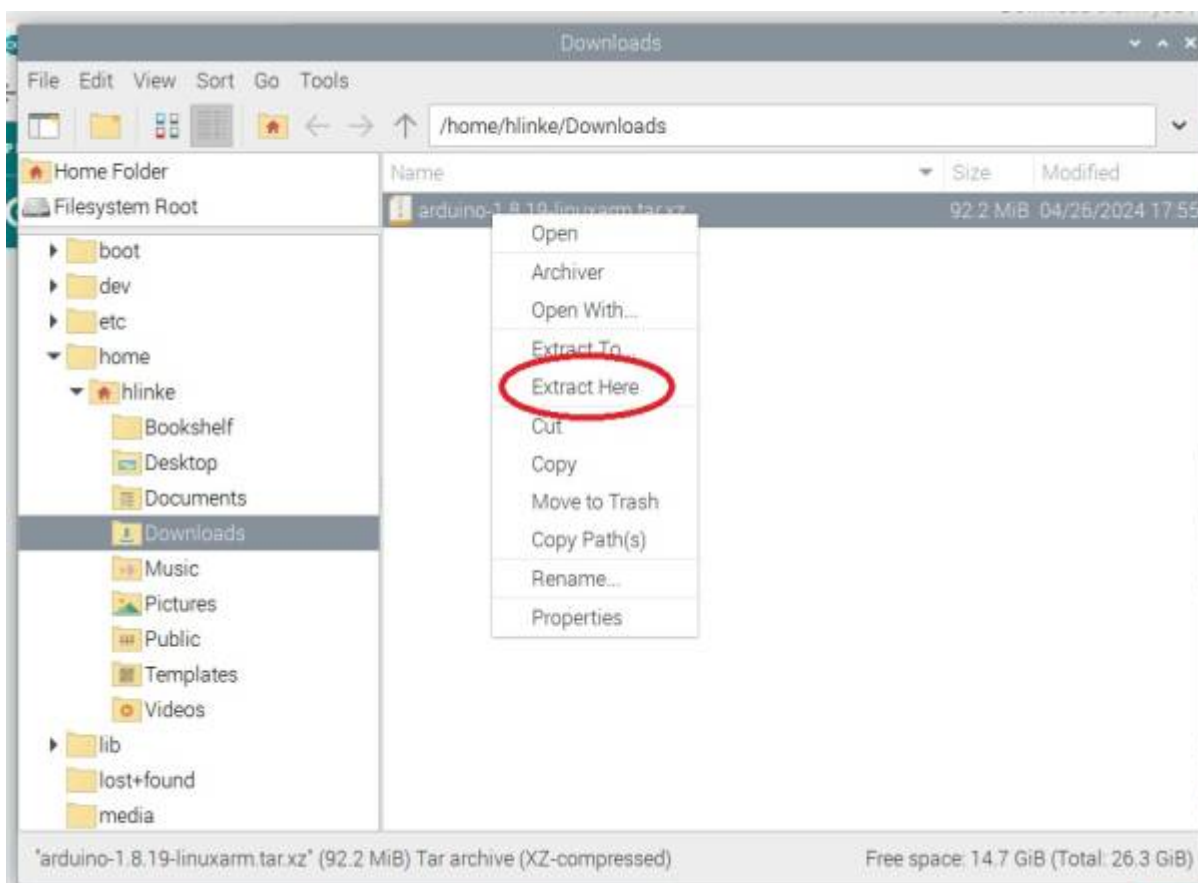 Downloads
File Edit View Sort Go Tools
/home/hlinke/Downloads
Home Folder
Filesystem Root
Name Size Modified
arduino-1.8.19-linuxarm.tar.xz 92.2 MiB 04/26/2024 17:55
boot
dev
etc
home
hlinke
Bookshelf
Desktop
Documents
Downloads
Music
Pictures
Public
Templates
Videos
lib
lost+found
media
Open
Archiver
Open With...
Extract To...
Extract Here
Cut
Copy
Move to Trash
Copy Path(s)
Rename...
Properties
"arduino-1.8.19-linuxarm.tar.xz" (92.2 MiB) Tar archive (XZ-compressed) Free space: 14.7 GiB (Total: 26.3 GiB)